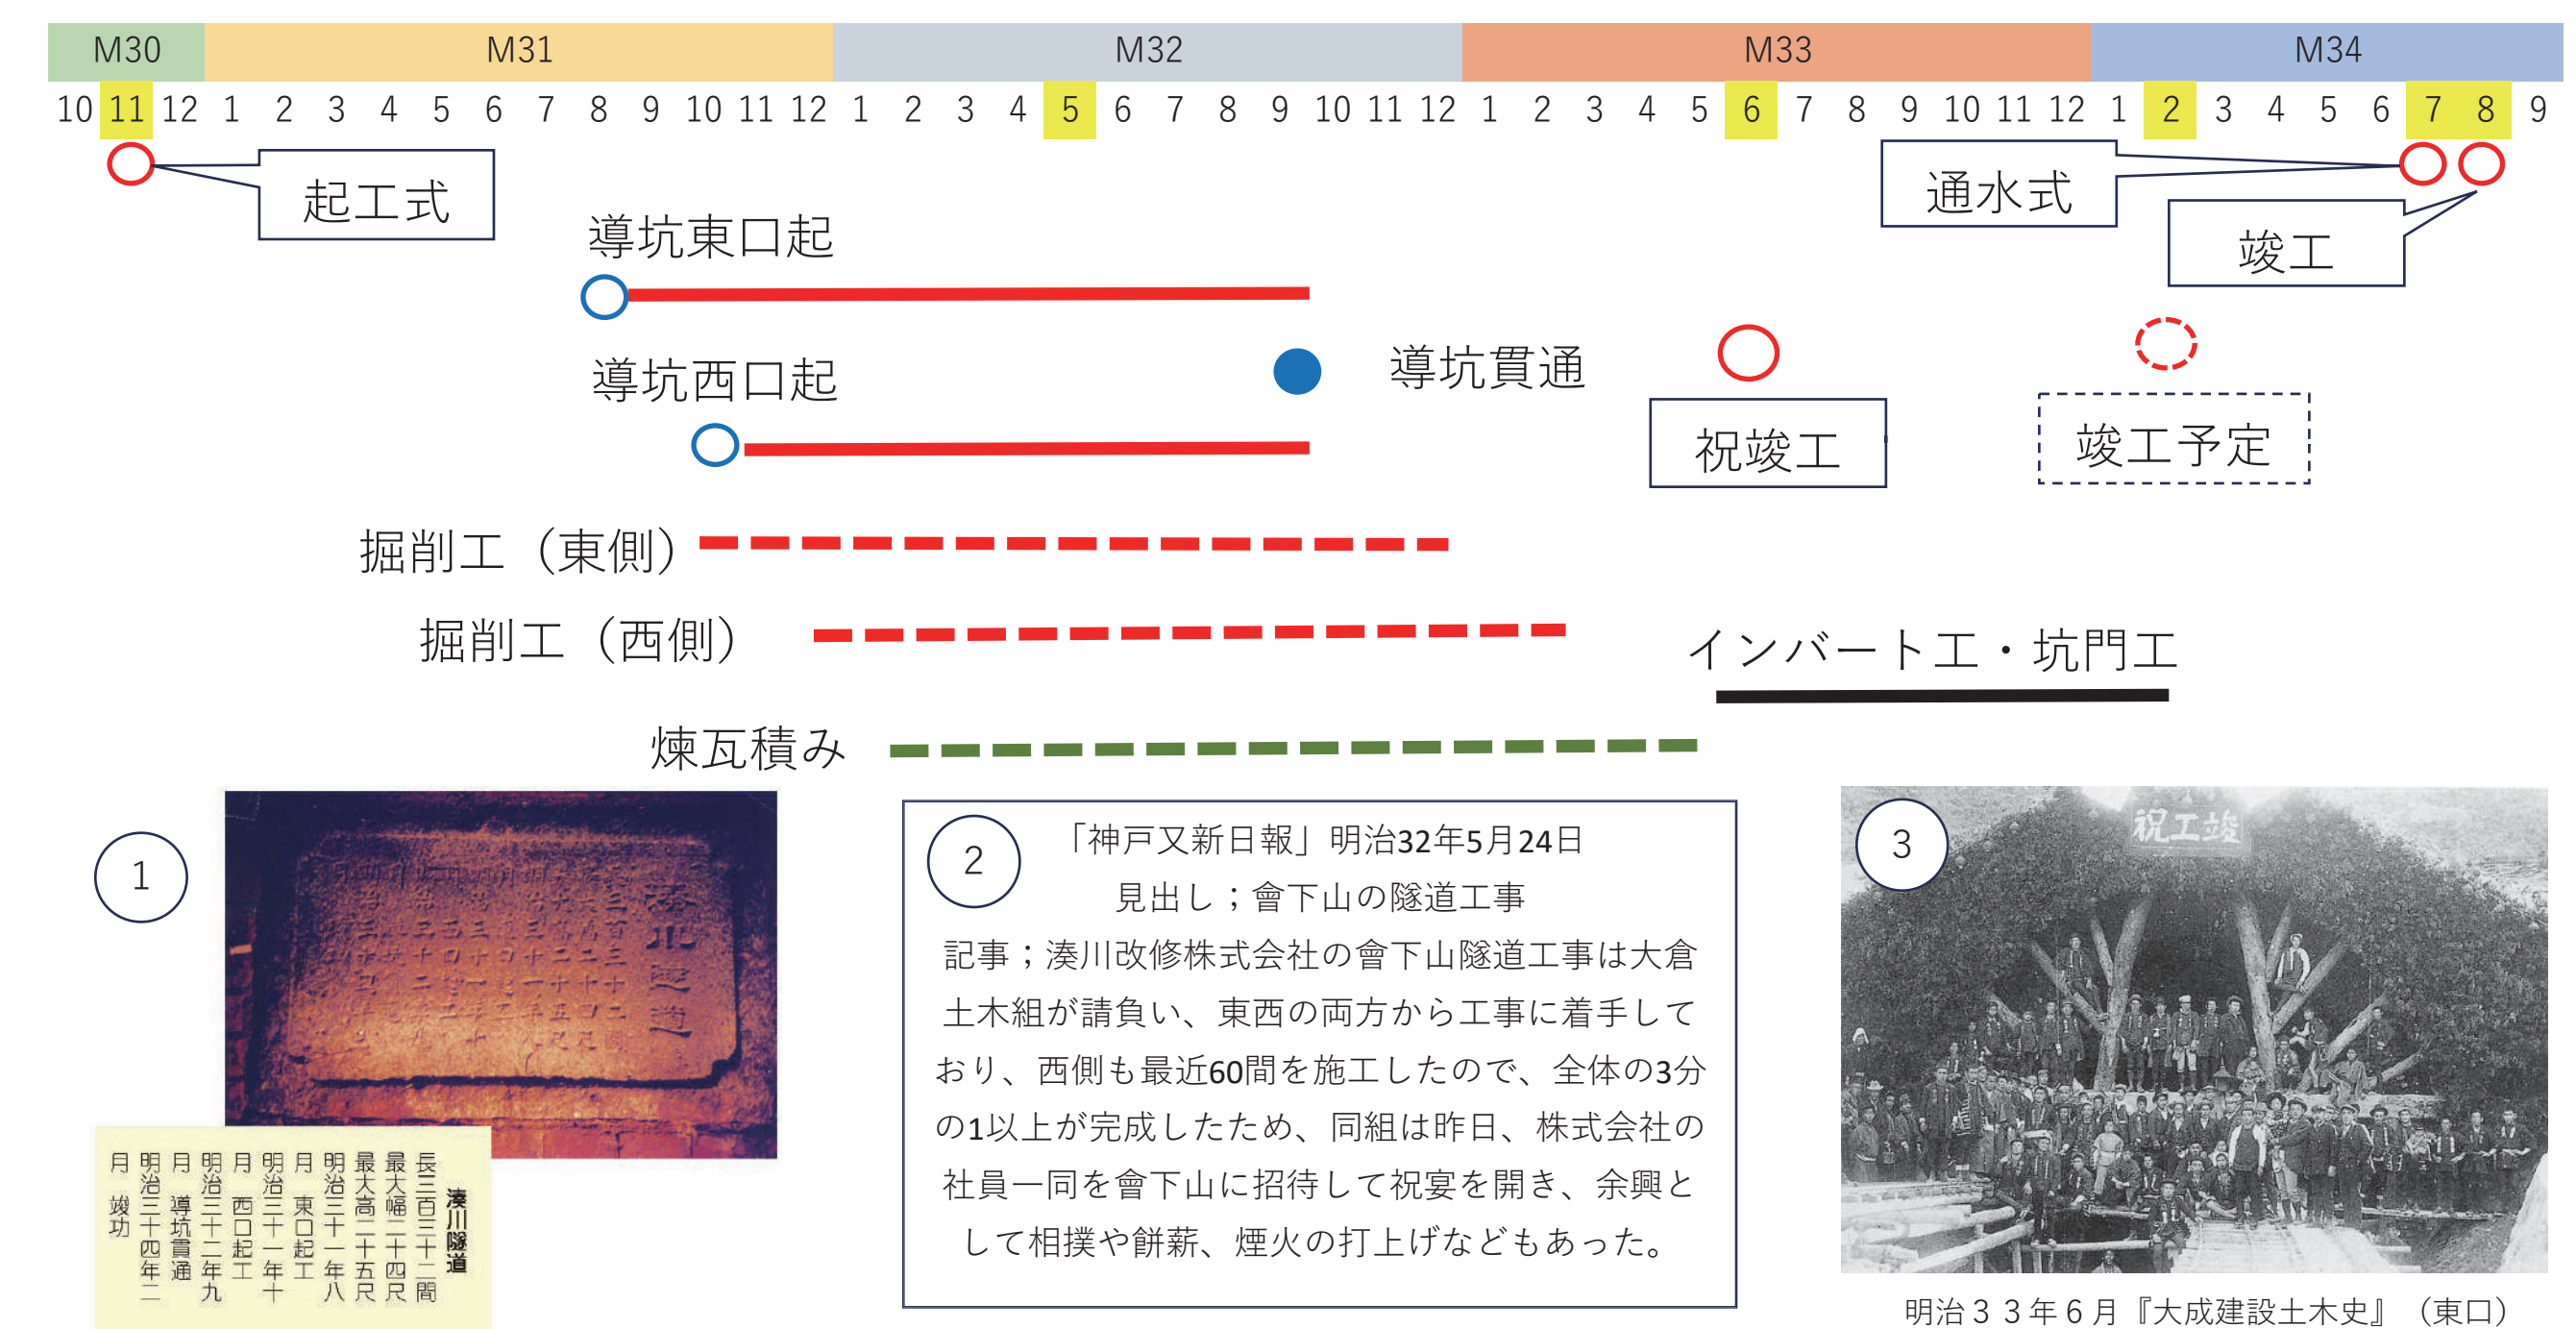 M30 M31 M32 M33 M34
10 11 12 1 2 3 4 5 6 7 8 9 10 11 12 1 2 3 4 5 6 7 8 9 10 11 12 1 2 3 4 5 6 7 8 9 10 11 12 1 2 3 4 5 6 7 8 9
起工式
通水式
竣工
導坑東口起
導坑西口起
導坑貫通
祝竣工
竣工予定
掘削工（東側）
掘削工（西側）
インバート工・坑門工
煉瓦積み
1
湊川隧道
長三百三十二間
最大幅二十四尺
最大高二十五尺
明治三十一年八
月　東口起工
明治三十一年十
月　西口起工
明治三十二年九
月　導坑貫通
明治三十四年二
月　竣功
2
「神戸又新日報」明治32年5月24日
見出し；會下山の隧道工事
記事；湊川改修株式会社の會下山隧道工事は大倉
土木組が請負い、東西の両方から工事に着手して
おり、西側も最近60間を施工したので、全体の3分
の1以上が完成したため、同組は昨日、株式会社の
社員一同を會下山に招待して祝宴を開き、余興と
して相撲や餅薪、煙火の打上げなどもあった。
3
祝工竣
明治３３年６月『大成建設土木史』（東口）